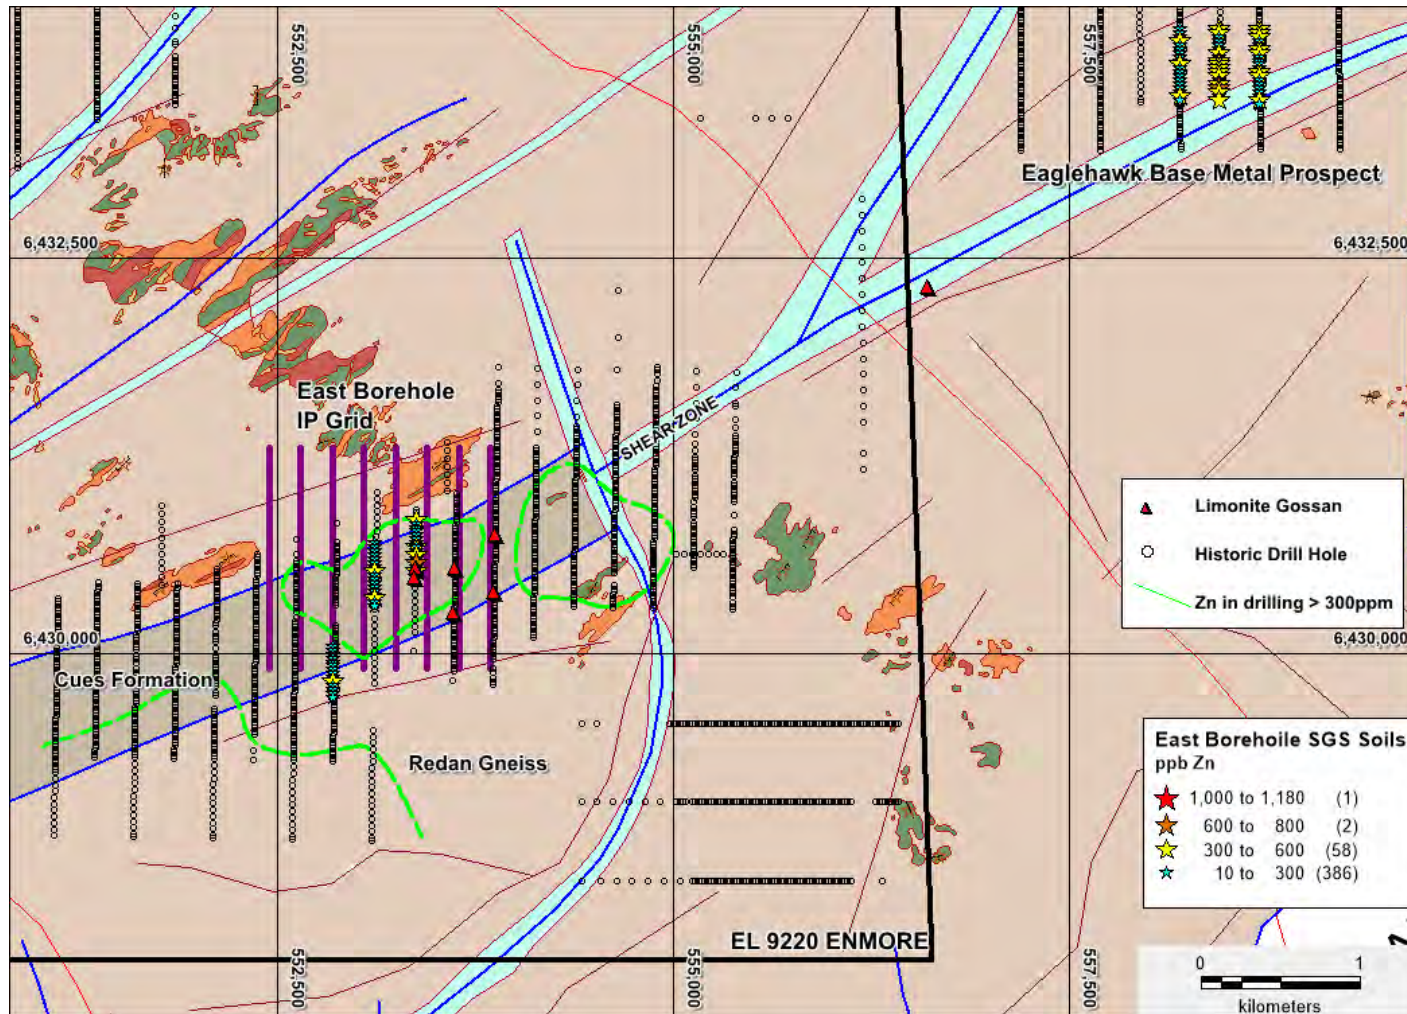 552,500
555,000
557,500
Eaglehawk Base Metal Prospect
6,432,500
6,432,500
East Borehole
IP Grid
SHEAR ZONE
Limonite Gossan
Historic Drill Hole
Zn in drilling > 300ppm
6,430,000
6,430,000
Cues Formation
Redan Gneiss
East Borehoile SGS Soils
ppb Zn
1,000 to 1,180 (1)
600 to 800 (2)
300 to 600 (58)
10 to 300 (386)
EL 9220 ENMORE
552,500
555,000
557,500
0 1
kilometers